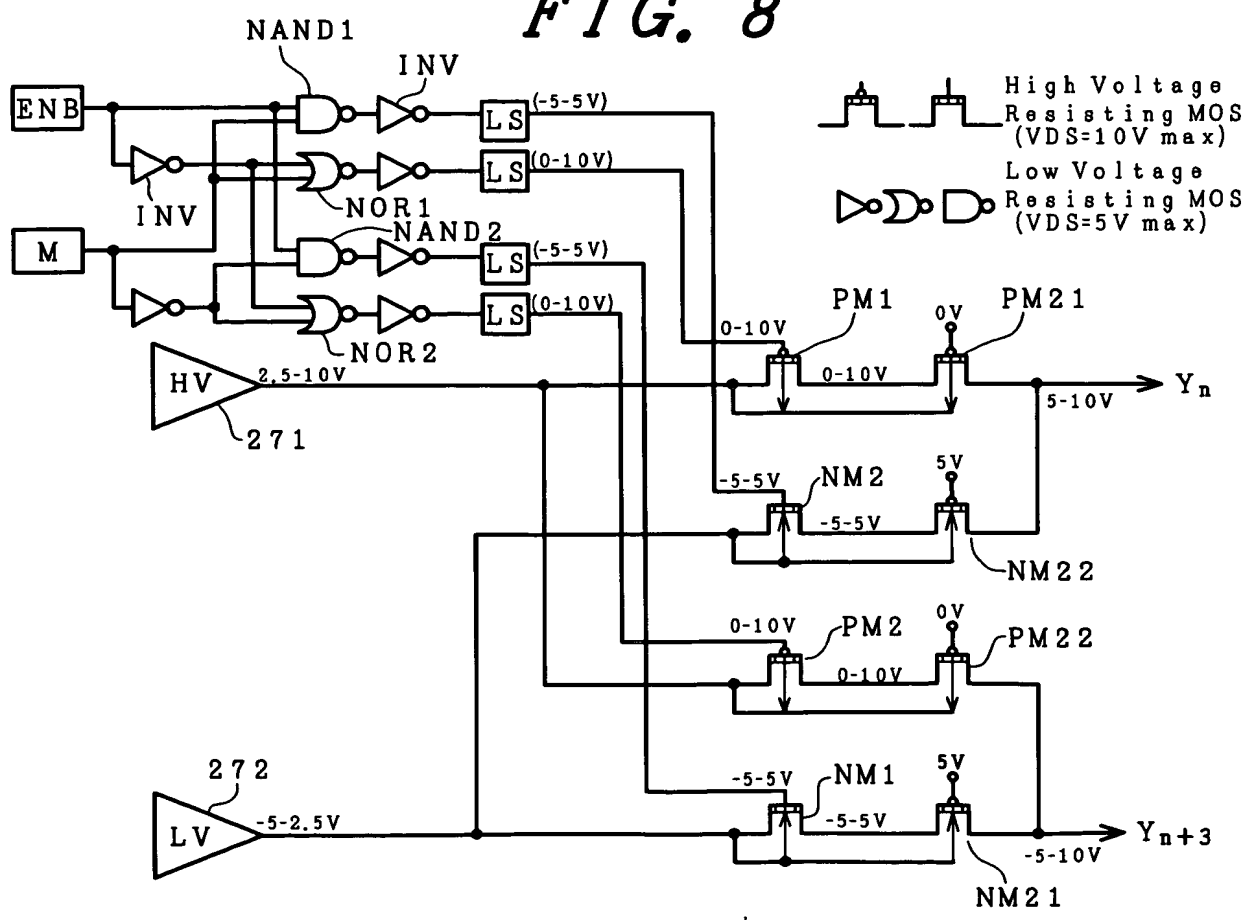 FIG. 8
NAND1
INV
ENB
LS
(-5-5V)
High Voltage
Resisting MOS
(VDS=10V max)
LS
(0-10V)
INV
NOR1
Low Voltage
Resisting MOS
(VDS=5V max)
M
NAND2
LS
(-5-5V)
LS
(0-10V)
NOR2
PM1
PM21
0V
0-10V
HV
2.5-10V
0-10V
Yn
5-10V
271
5V
-5-5V
NM2
-5-5V
NM22
0V
0-10V
PM2
PM22
0-10V
272
5V
-5-5V
NM1
LV
-5-2.5V
-5-5V
Yn+3
-5-10V
NM21